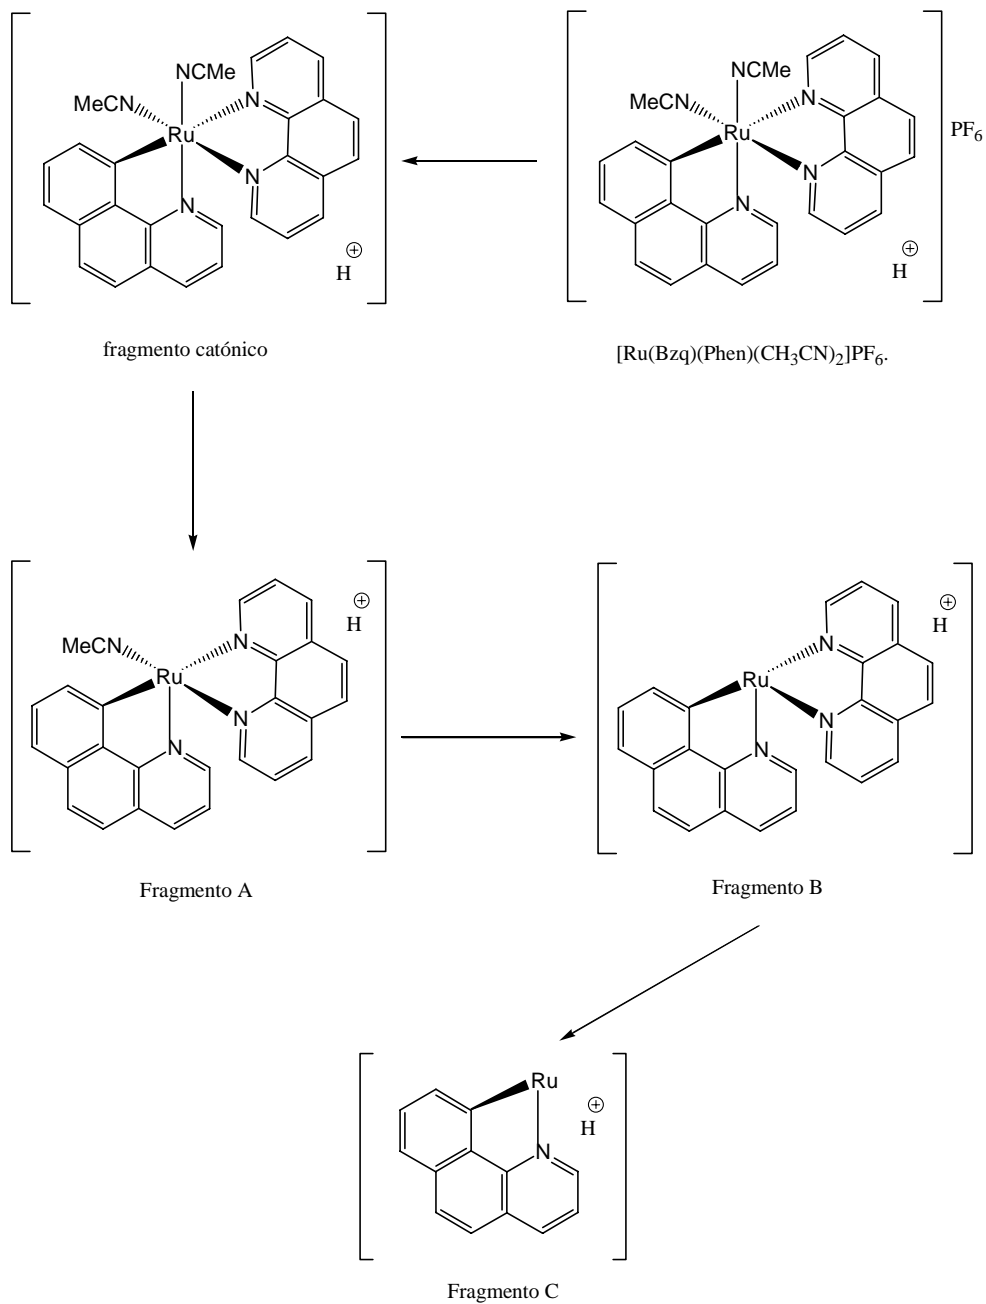 NCMe
MeCN
Ru
N
N
N
H
⊕
fragmento catónico
NCMe
MeCN
Ru
N
N
N
H
⊕
PF6
[Ru(Bzq)(Phen)(CH3CN)2]PF6.
MeCN
Ru
N
N
N
H
⊕
Fragmento A
Ru
N
N
N
H
⊕
Fragmento B
Ru
N
H
⊕
Fragmento C